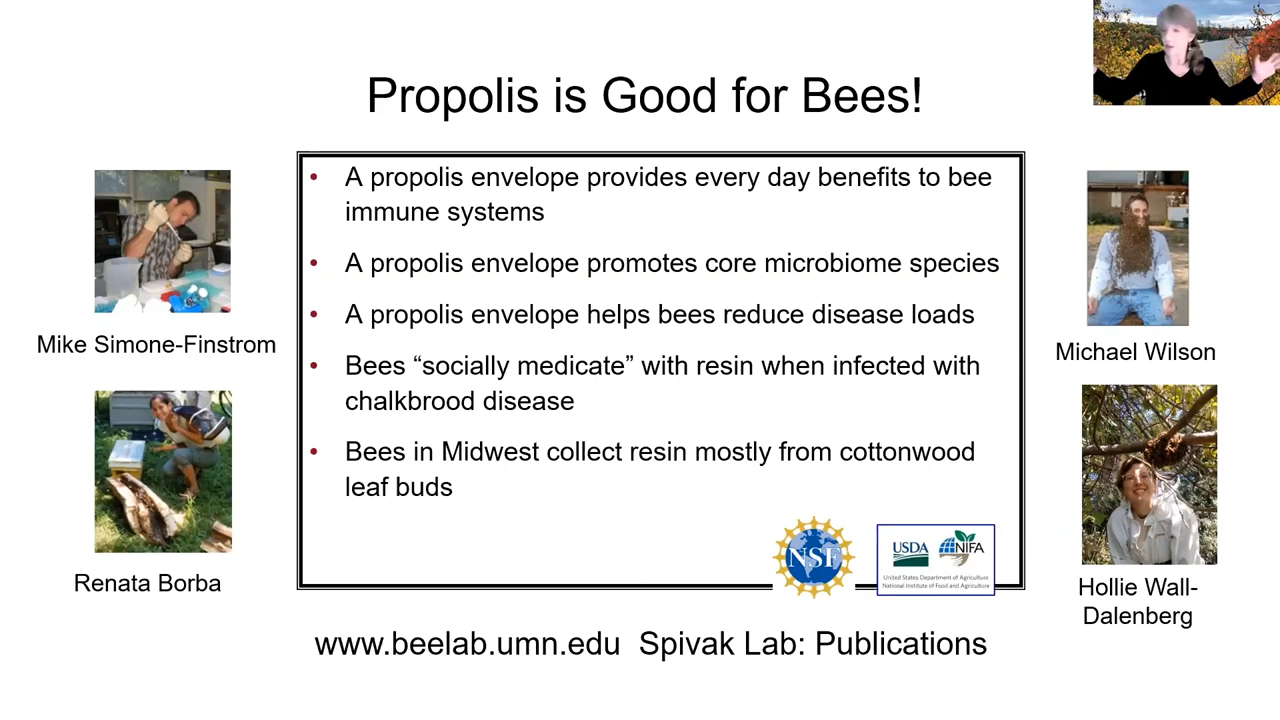 Propolis is Good for Bees!
• A propolis envelope provides every day benefits to bee
immune systems
• A propolis envelope promotes core microbiome species
• A propolis envelope helps bees reduce disease loads
• Bees “socially medicate” with resin when infected with
chalkbrood disease
• Bees in Midwest collect resin mostly from cottonwood
leaf buds
Mike Simone-Finstrom
Renata Borba
Michael Wilson
Hollie Wall-
Dalenberg
NSF
USDA NIFA
United States Department of Agriculture
National Institute of Food and Agriculture
www.beelab.umn.edu Spivak Lab: Publications